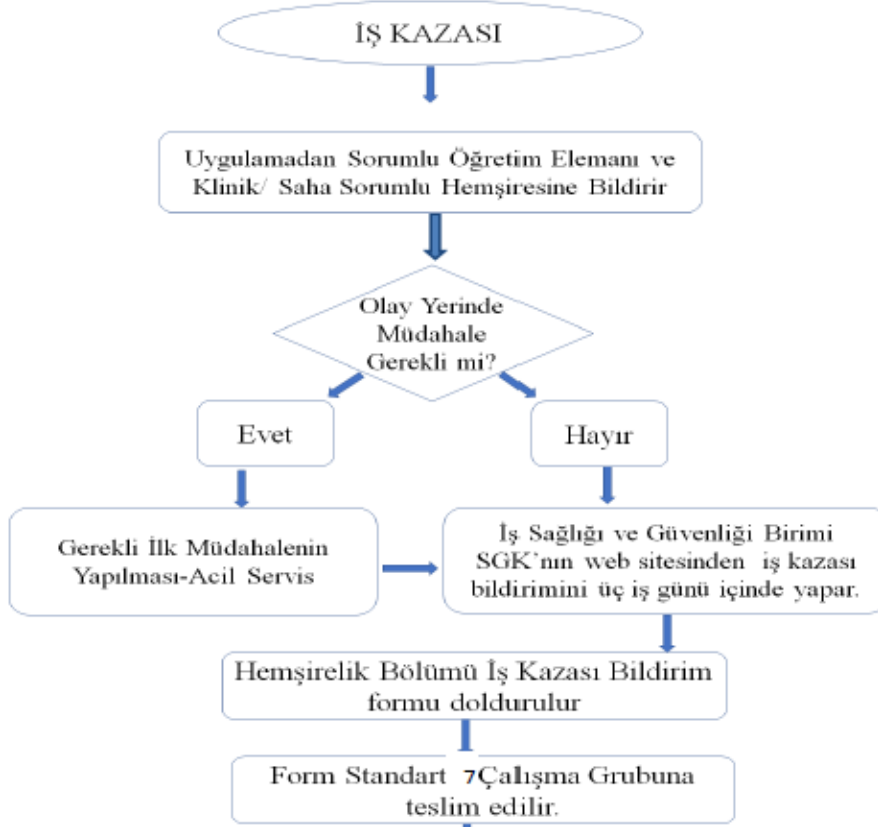 İŞ KAZASI
Uygulamadan Sorumlu Öğretim Elemanı ve
Klinik/ Saha Sorumlu Hemşiresine Bildirir
Olay Yerinde
Müdahale
Gerekli mi?
Evet
Hayır
Gerekli İlk Müdahalenin
Yapılması-Acil Servis
İş Sağlığı ve Güvenliği Birimi
SGK'nın web sitesinden iş kazası
bildirimini üç iş günü içinde yapar.
Hemşirelik Bölümü İş Kazası Bildirim
formu doldurulur
Form Standart 7Çalışma Grubuna
teslim edilir.